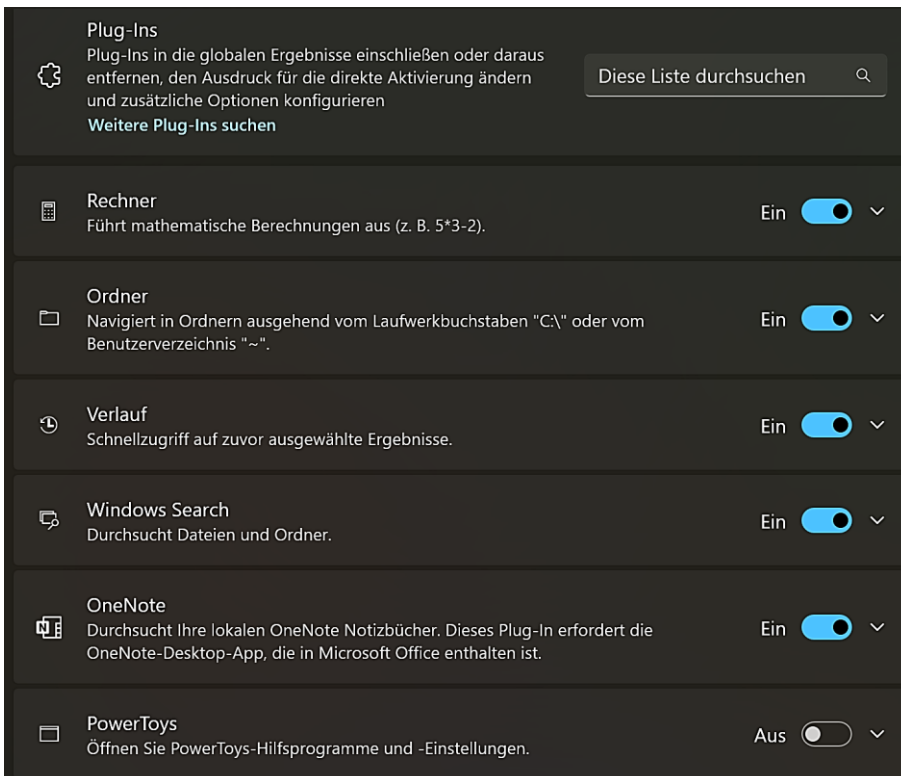 Plug-Ins
Plug-Ins in die globalen Ergebnisse einschließen oder daraus
entfernen, den Ausdruck für die direkte Aktivierung ändern
und zusätzliche Optionen konfigurieren
Weitere Plug-Ins suchen
Diese Liste durchsuchen
Rechner
Führt mathematische Berechnungen aus (z. B. 5*3-2).
Ein
Ordner
Navigiert in Ordnern ausgehend vom Laufwerkbuchstaben "C:\" oder vom
Benutzerverzeichnis "~".
Ein
Verlauf
Schnellzugriff auf zuvor ausgewählte Ergebnisse.
Ein
Windows Search
Durchsucht Dateien und Ordner.
Ein
OneNote
Durchsucht Ihre lokalen OneNote Notizbücher. Dieses Plug-In erfordert die
OneNote-Desktop-App, die in Microsoft Office enthalten ist.
Ein
PowerToys
Öffnen Sie PowerToys-Hilfsprogramme und -Einstellungen.
Aus